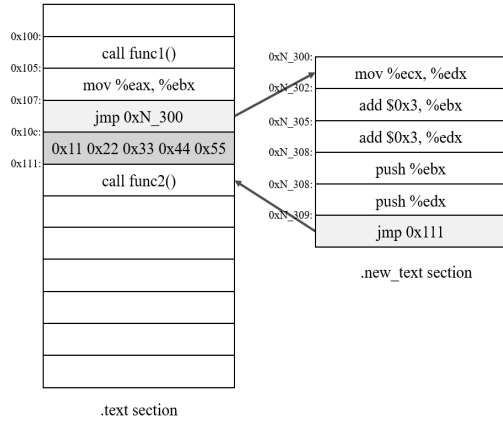 0x100:
call func1()
0x105:
mov %eax, %ebx
0x107:
jmp 0xN_300
0x10c:
0x11 0x22 0x33 0x44 0x55
0x111:
call func2()
.text section
0xN_300:
mov %ecx, %edx
0xN_302:
add $0x3, %ebx
0xN_305:
add $0x3, %edx
0xN_308:
push %ebx
0xN_308:
push %edx
0xN_309:
jmp 0x111
.new_text section